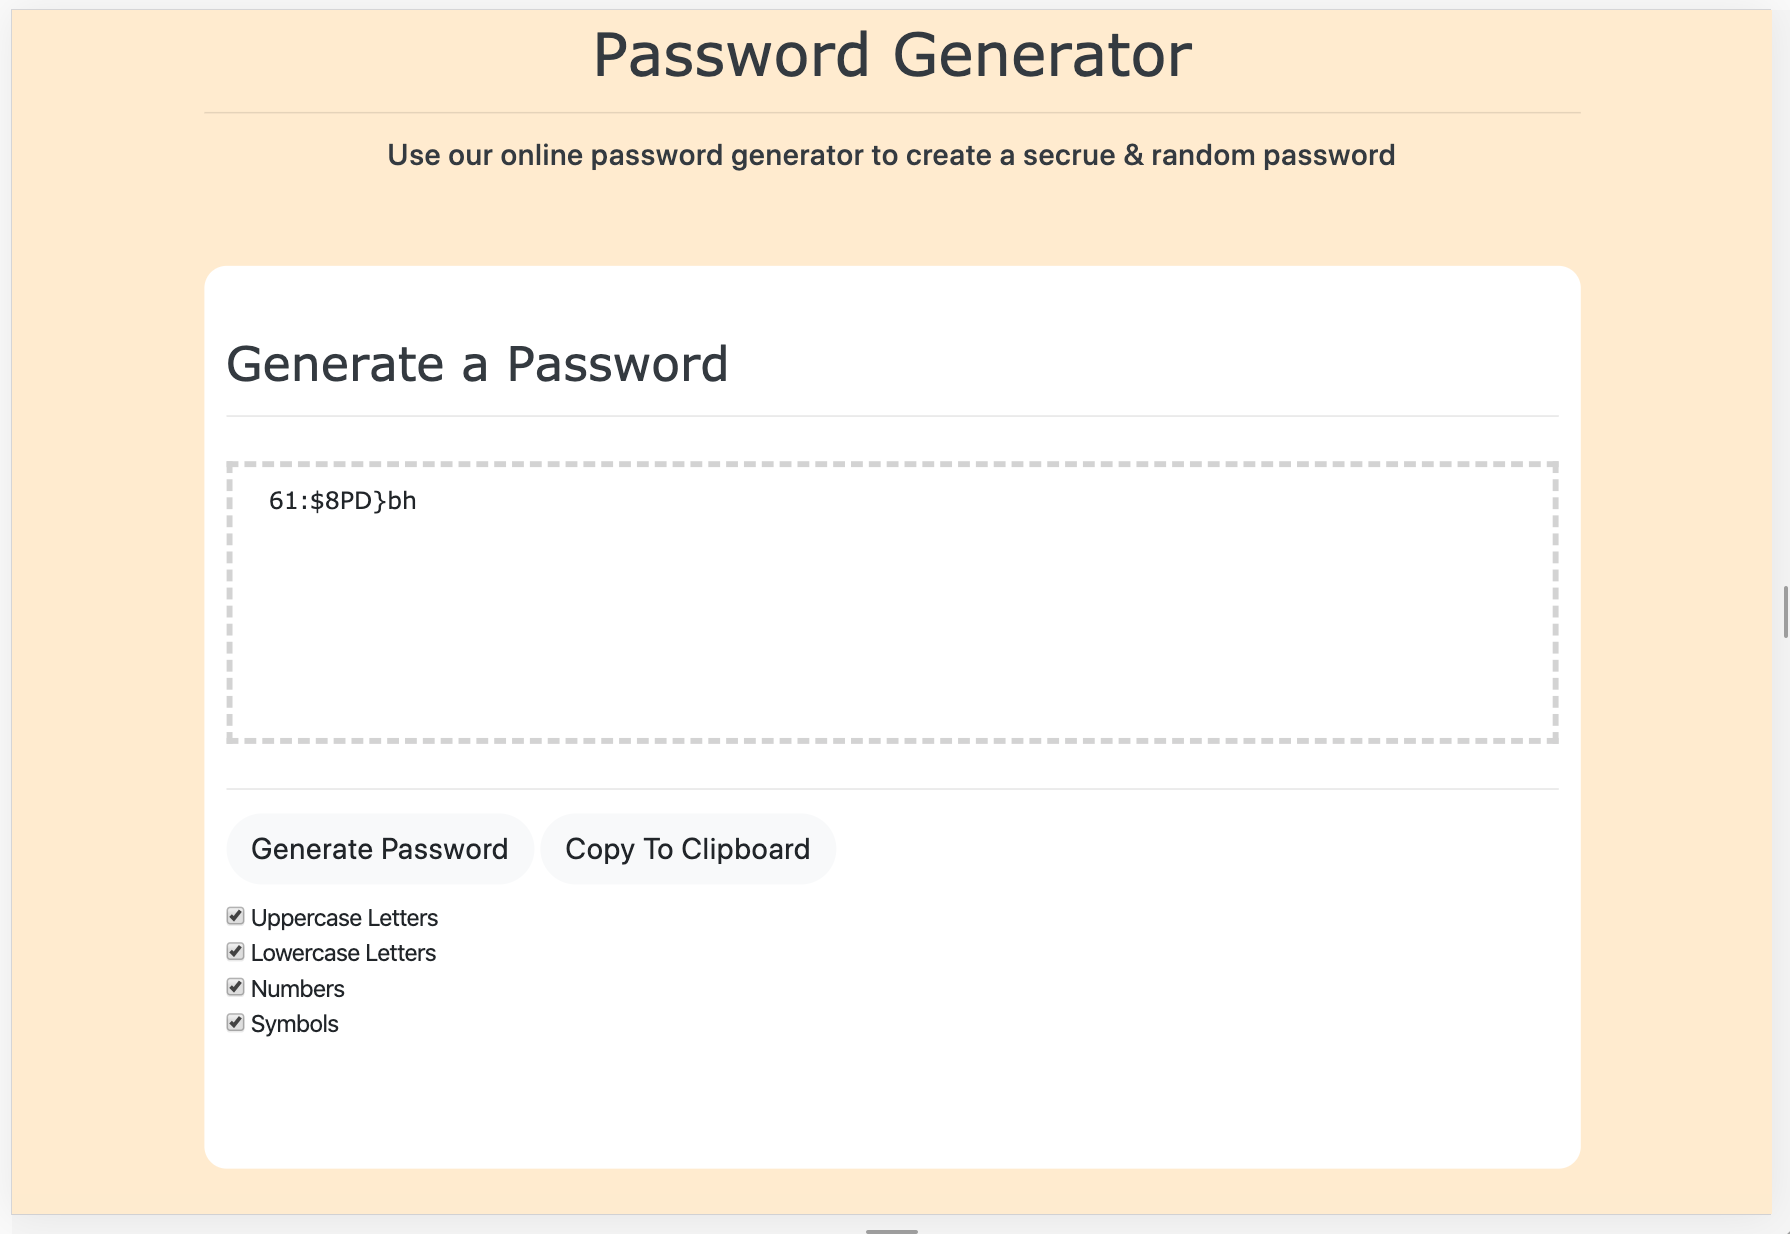 Password Generator
Use our online password generator to create a secrue & random password
Generate a Password
61:$8PD}bh
Generate Password
Copy To Clipboard
Uppercase Letters
Lowercase Letters
Numbers
Symbols